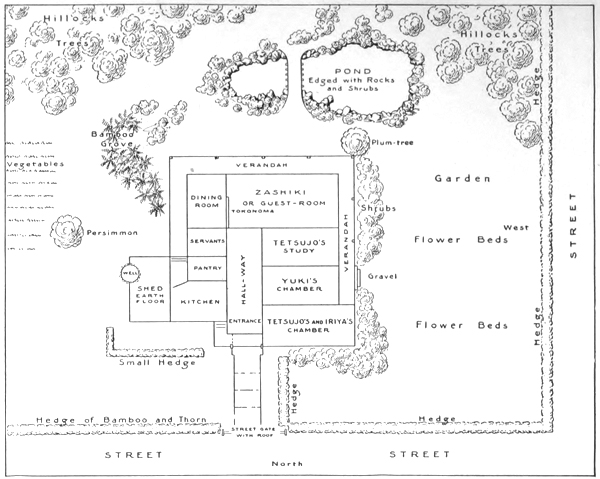 Hillocks
Trees
Hillocks
Trees
POND
Edged with Rocks
and Shrubs
Hedge
Bamboo
Grove
Plum-tree
Vegetables
VERANDAH
Garden
DINING
ROOM
ZASHIKI
OR GUEST-ROOM
TOKONOMA
Shrubs
STREET
Persimmon
SERVANTS
TETSUJO'S
STUDY
VERANDAH
West
Flower Beds
WELL
PANTRY
HALL-WAY
YUKI'S
CHAMBER
Gravel
SHED
EARTH
FLOOR
KITCHEN
ENTRANCE
TETSUJO'S AND IRIYA'S
CHAMBER
Flower Beds
Hedge
Small Hedge
Hedge
Hedge of Bamboo and Thorn
Hedge
STREET GATE
WITH ROOF
STREET
STREET
North